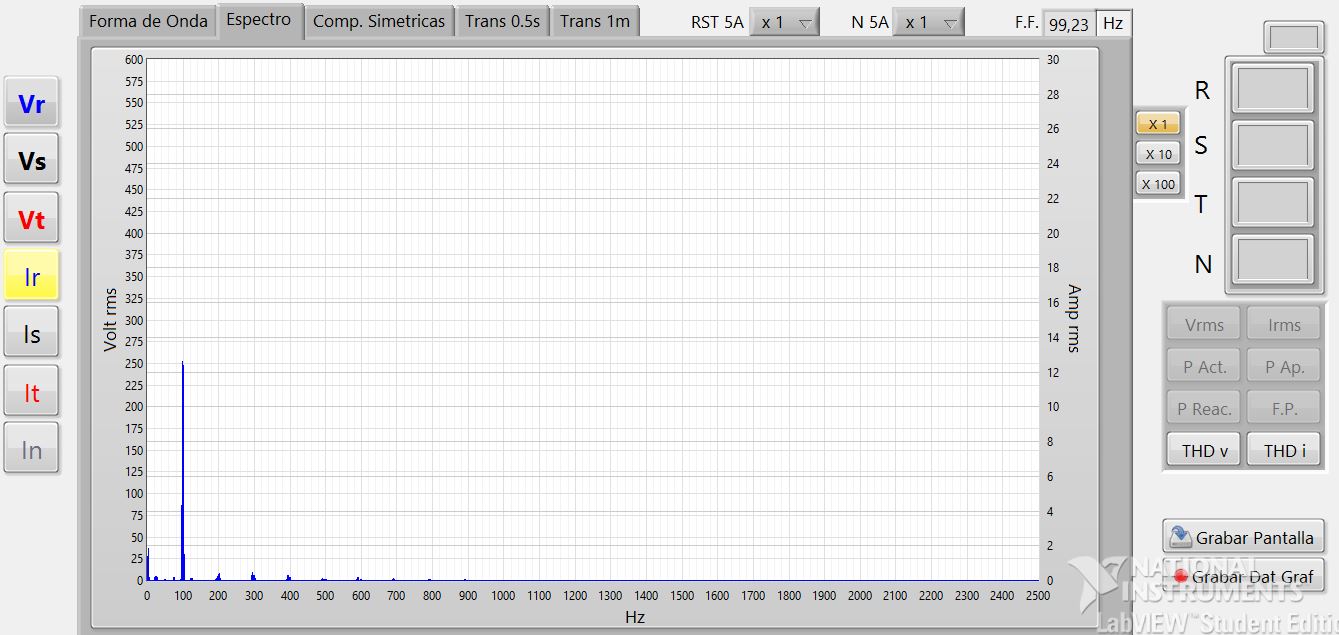 Forma de Onda Espectro Comp. Simetricas Trans 0.5s Trans 1m RST 5A x 1 N 5A x 1 F.F. 99,23 Hz
Vr
Vs
Vt
Ir
Is
It
In
600
575
550
525
500
475
450
425
400
375
350
325
300
275
250
225
200
175
150
125
100
75
50
25
0
Volt rms
0 100 200 300 400 500 600 700 800 900 1000 1100 1200 1300 1400 1500 1600 1700 1800 1900 2000 2100 2200 2300 2400 2500
Hz
30
28
26
24
22
20
18
16
14
12
10
8
6
4
2
0
Amp rms
X 1
X 10
X 100
R
S
T
N
Vrms Irms
P Act. P Ap.
P Reac. F.P.
THD v THD i
Grabar Pantalla
Grabar Dat Graf
NATIONAL
INSTRUMENTS
LabVIEW™ Student Editi